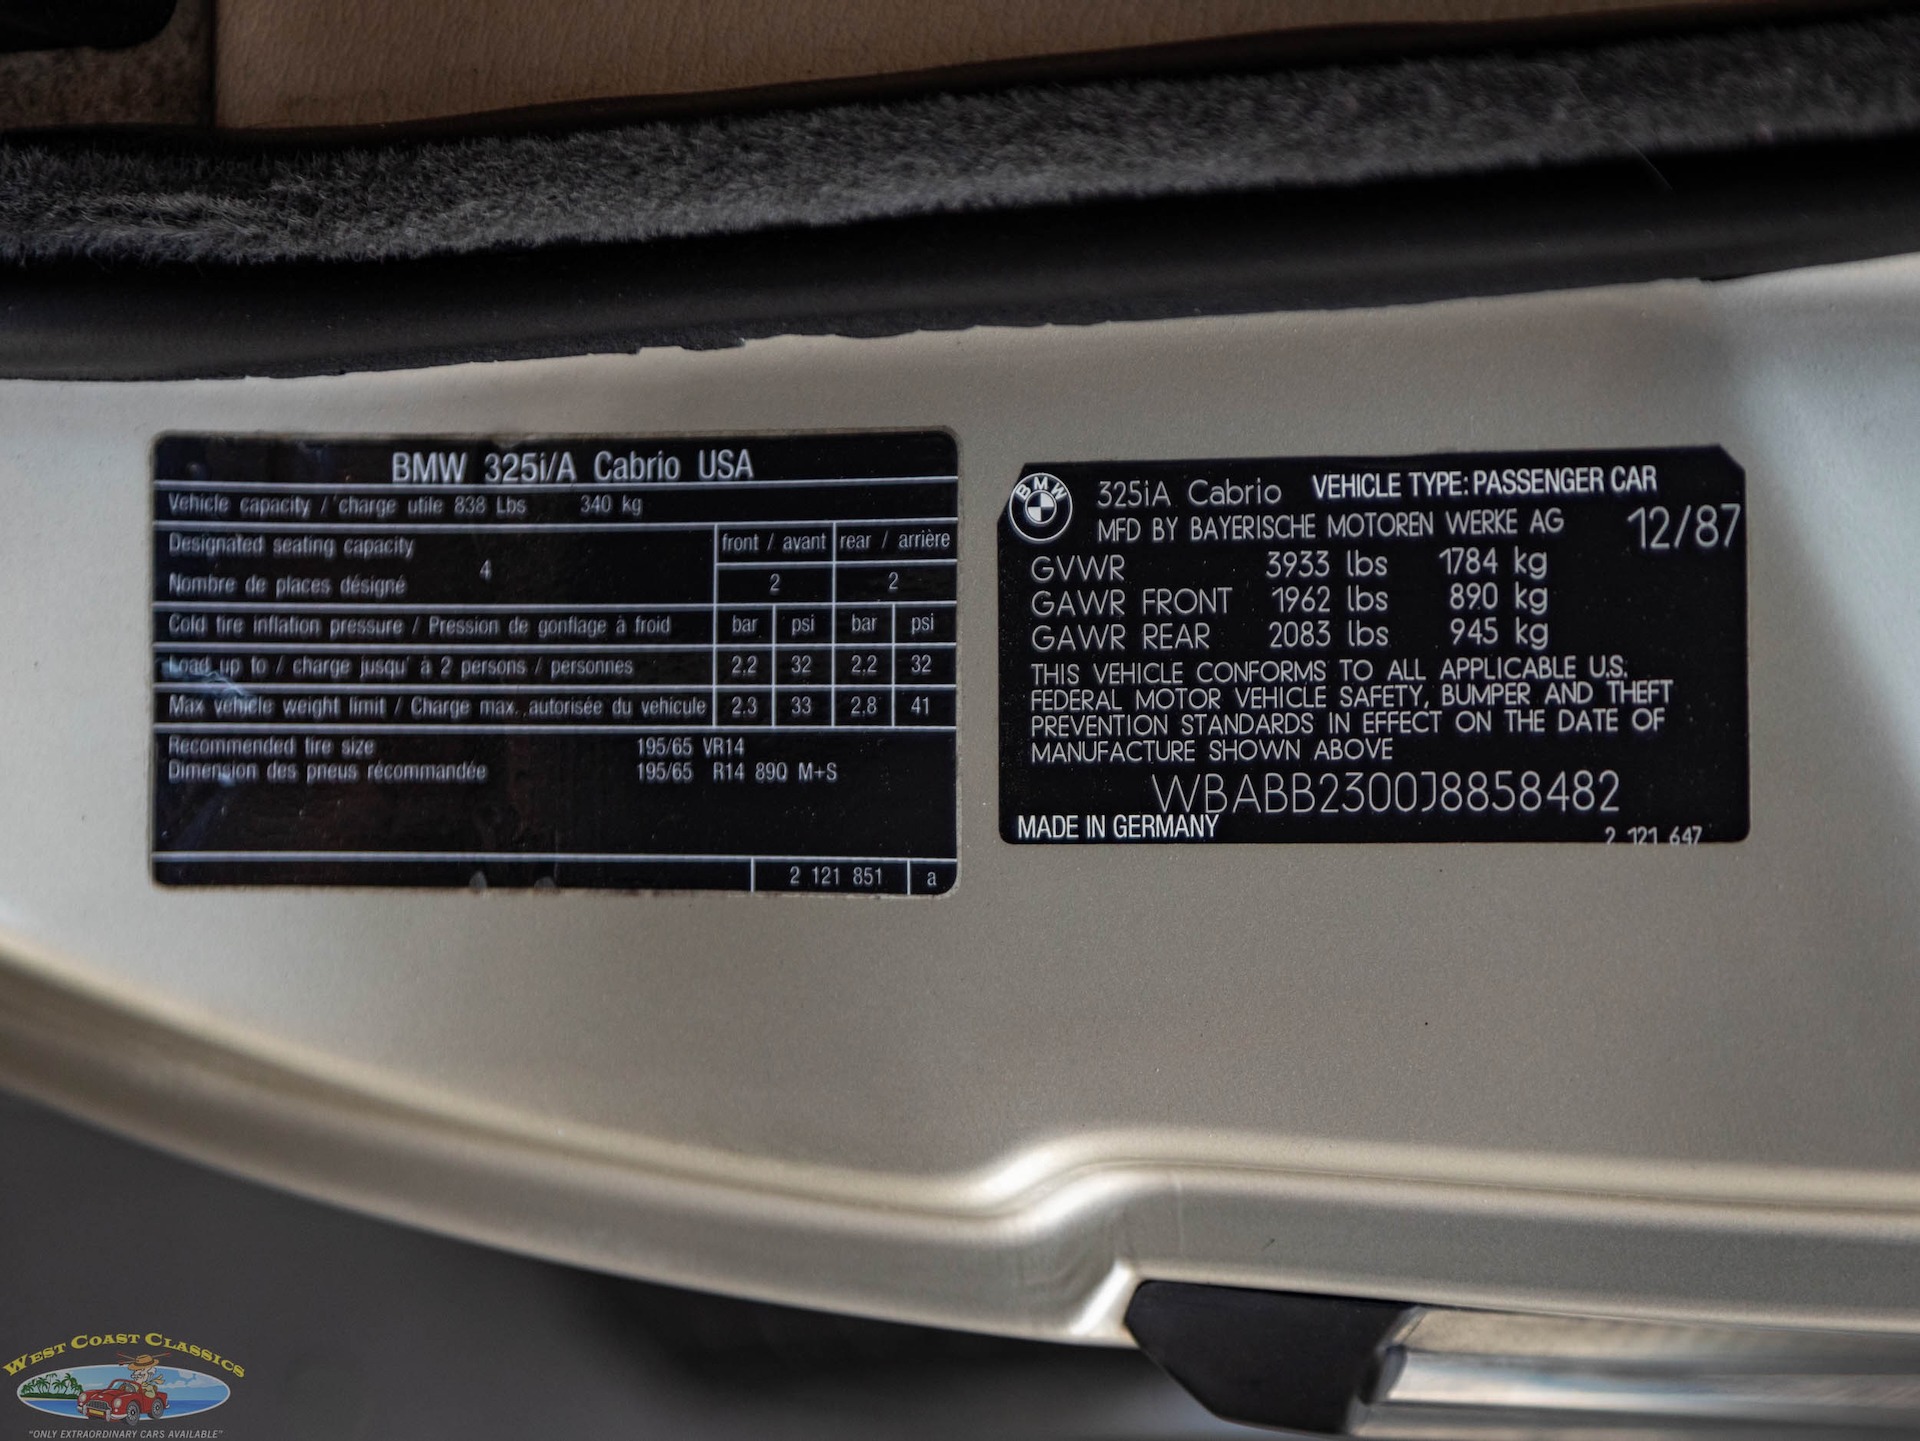 BMW 325i/A Cabrio USA
Vehicle capacity / charge utile 838 Lbs 340 kg
Designated seating capacity
Nombre de places désigné
4
front / avant rear / arrière
2 2
Cold tire inflation pressure / Pression de gonflage à froid bar psi bar psi
Load up to / charge jusqu' à 2 persons / personnes 2.2 32 2.2 32
Max vehicle weight limit / Charge max. autorisée du vehicule 2.3 33 2.8 41
Recommended tire size 195/65 VR14
Dimension des pneus récommandée 195/65 R14 89Q M+S
2 121 851 a
BMW
325iA Cabrio VEHICLE TYPE: PASSENGER CAR
MFD BY BAYERISCHE MOTOREN WERKE AG 12/87
GVWR 3933 lbs 1784 kg
GAWR FRONT 1962 lbs 890 kg
GAWR REAR 2083 lbs 945 kg
THIS VEHICLE CONFORMS TO ALL APPLICABLE U.S.
FEDERAL MOTOR VEHICLE SAFETY, BUMPER AND THEFT
PREVENTION STANDARDS IN EFFECT ON THE DATE OF
MANUFACTURE SHOWN ABOVE
WBABB2300J8858482
MADE IN GERMANY
2 121 647
WEST COAST CLASSICS
"ONLY EXTRAORDINARY CARS AVAILABLE"